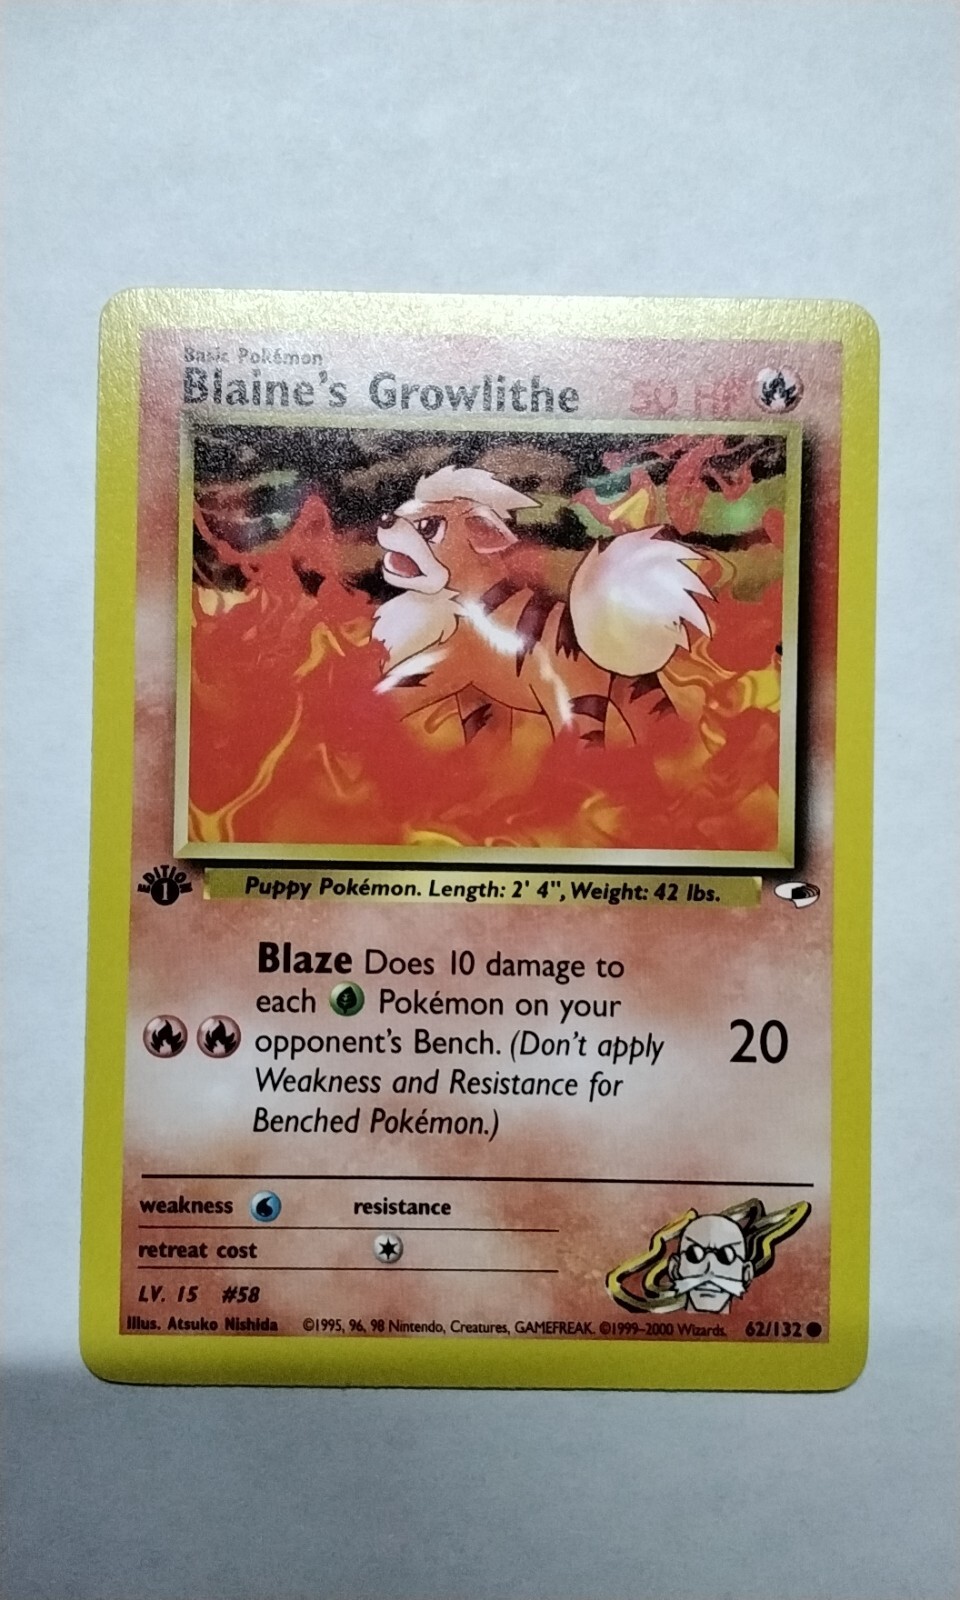 Basic Pokémon
Blaine's Growlithe
HP
EDITION
1
Puppy Pokémon. Length: 2' 4", Weight: 42 lbs.
Blaze Does 10 damage to
each Pokémon on your
opponent's Bench. (Don't apply
Weakness and Resistance for
Benched Pokémon.)
20
weakness resistance
retreat cost
LV. 15 #58
Illus. Atsuko Nishida ©1995, 96, 98 Nintendo, Creatures, GAMEFREAK. ©1999–2000 Wizards. 62/132